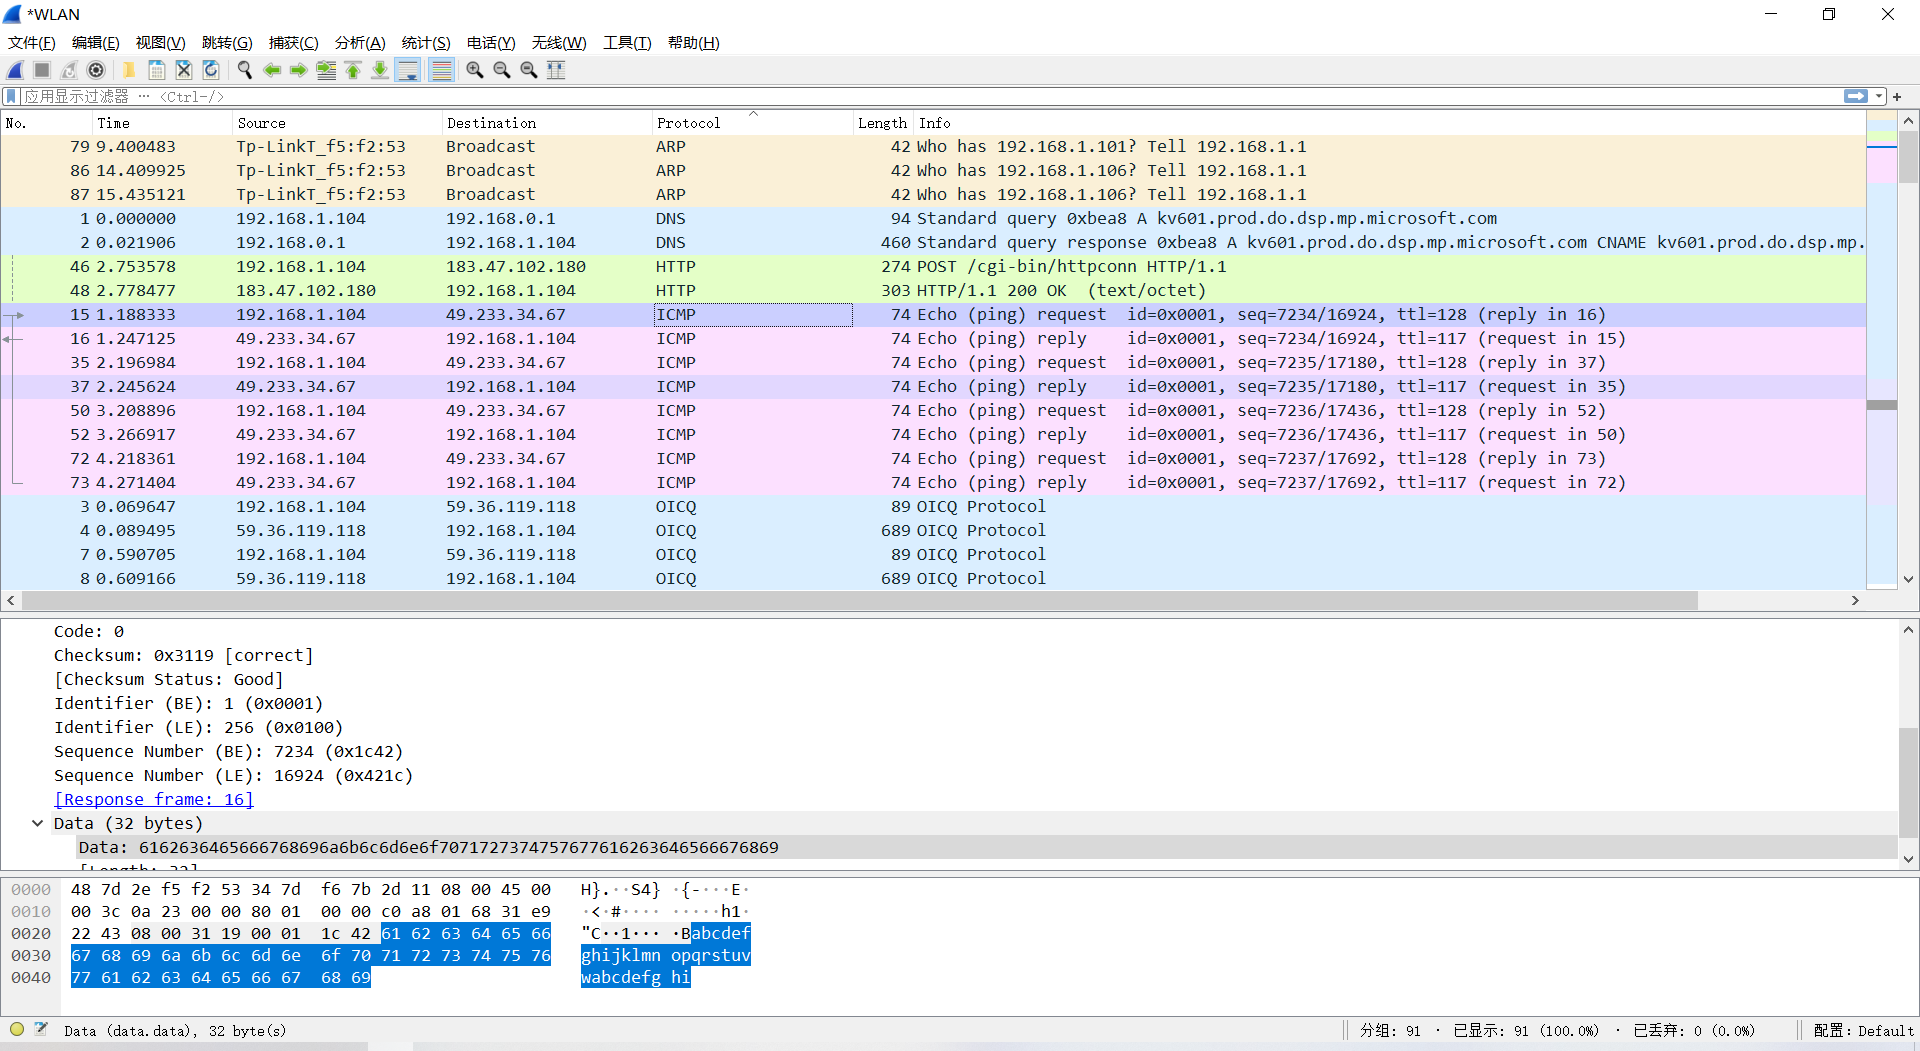 *WLAN
文件(F) 编辑(E) 视图(V) 跳转(G) 捕获(C) 分析(A) 统计(S) 电话(Y) 无线(W) 工具(T) 帮助(H)
应用显示过滤器 … <Ctrl-/>
No. Time Source Destination Protocol Length Info
79 9.400483 Tp-LinkT_f5:f2:53 Broadcast ARP 42 Who has 192.168.1.101? Tell 192.168.1.1
86 14.409925 Tp-LinkT_f5:f2:53 Broadcast ARP 42 Who has 192.168.1.106? Tell 192.168.1.1
87 15.435121 Tp-LinkT_f5:f2:53 Broadcast ARP 42 Who has 192.168.1.106? Tell 192.168.1.1
1 0.000000 192.168.1.104 192.168.0.1 DNS 94 Standard query 0xbea8 A kv601.prod.do.dsp.mp.microsoft.com
2 0.021906 192.168.0.1 192.168.1.104 DNS 460 Standard query response 0xbea8 A kv601.prod.do.dsp.mp.microsoft.com CNAME kv601.prod.do.dsp.mp.
46 2.753578 192.168.1.104 183.47.102.180 HTTP 274 POST /cgi-bin/httpconn HTTP/1.1
48 2.778477 183.47.102.180 192.168.1.104 HTTP 303 HTTP/1.1 200 OK (text/octet)
15 1.188333 192.168.1.104 49.233.34.67 ICMP 74 Echo (ping) request id=0x0001, seq=7234/16924, ttl=128 (reply in 16)
16 1.247125 49.233.34.67 192.168.1.104 ICMP 74 Echo (ping) reply id=0x0001, seq=7234/16924, ttl=117 (request in 15)
35 2.196984 192.168.1.104 49.233.34.67 ICMP 74 Echo (ping) request id=0x0001, seq=7235/17180, ttl=128 (reply in 37)
37 2.245624 49.233.34.67 192.168.1.104 ICMP 74 Echo (ping) reply id=0x0001, seq=7235/17180, ttl=117 (request in 35)
50 3.208896 192.168.1.104 49.233.34.67 ICMP 74 Echo (ping) request id=0x0001, seq=7236/17436, ttl=128 (reply in 52)
52 3.266917 49.233.34.67 192.168.1.104 ICMP 74 Echo (ping) reply id=0x0001, seq=7236/17436, ttl=117 (request in 50)
72 4.218361 192.168.1.104 49.233.34.67 ICMP 74 Echo (ping) request id=0x0001, seq=7237/17692, ttl=128 (reply in 73)
73 4.271404 49.233.34.67 192.168.1.104 ICMP 74 Echo (ping) reply id=0x0001, seq=7237/17692, ttl=117 (request in 72)
3 0.069647 192.168.1.104 59.36.119.118 OICQ 89 OICQ Protocol
4 0.089495 59.36.119.118 192.168.1.104 OICQ 689 OICQ Protocol
7 0.590705 192.168.1.104 59.36.119.118 OICQ 89 OICQ Protocol
8 0.609166 59.36.119.118 192.168.1.104 OICQ 689 OICQ Protocol
Code: 0
Checksum: 0x3119 [correct]
[Checksum Status: Good]
Identifier (BE): 1 (0x0001)
Identifier (LE): 256 (0x0100)
Sequence Number (BE): 7234 (0x1c42)
Sequence Number (LE): 16924 (0x421c)
[Response frame: 16]
Data (32 bytes)
Data: 6162636465666768696a6b6c6d6e6f7071727374757677616263646566676869
[Length: 32]
0000 48 7d 2e f5 f2 53 34 7d f6 7b 2d 11 08 00 45 00 H}.··S4} ·{-···E·
0010 00 3c 0a 23 00 00 80 01 00 00 c0 a8 01 68 31 e9 ·<·#···· ·····h1·
0020 22 43 08 00 31 19 00 01 1c 42 61 62 63 64 65 66 "C··1··· ·Babcdef
0030 67 68 69 6a 6b 6c 6d 6e 6f 70 71 72 73 74 75 76 ghijklmn opqrstuv
0040 77 61 62 63 64 65 66 67 68 69 wabcdefg hi
Data (data.data), 32 byte(s) 分组: 91 · 已显示: 91 (100.0%) · 已丢弃: 0 (0.0%) 配置: Default